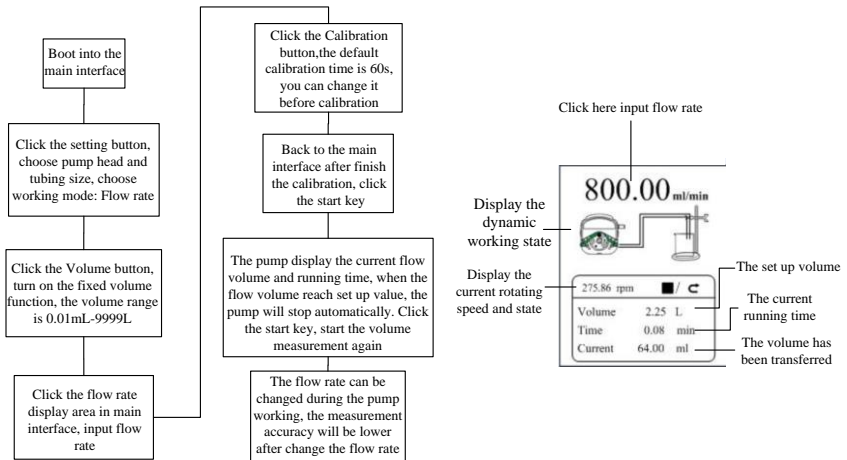 Boot into the
main interface
Click the setting button,
choose pump head and
tubing size, choose
working mode: Flow rate
Click the Volume button,
turn on the fixed volume
function, the volume range
is 0.01mL-9999L
Click the flow rate
display area in main
interface, input flow
rate
Click the Calibration
button,the default
calibration time is 60s,
you can change it
before calibration
Back to the main
interface after finish
the calibration, click
the start key
The pump display the current flow
volume and running time, when the
flow volume reach set up value, the
pump will stop automatically. Click
the start key, start the volume
measurement again
The flow rate can be
changed during the pump
working, the measurement
accuracy will be lower
after change the flow rate
Click here input flow rate
800.00 ml/min
Display the
dynamic
working state
Display the
current rotating
speed and state
275.86 rpm /
Volume 2.25 L
Time 0.08 min
Current 64.00 ml
The set up volume
The current
running time
The volume has
been transferred